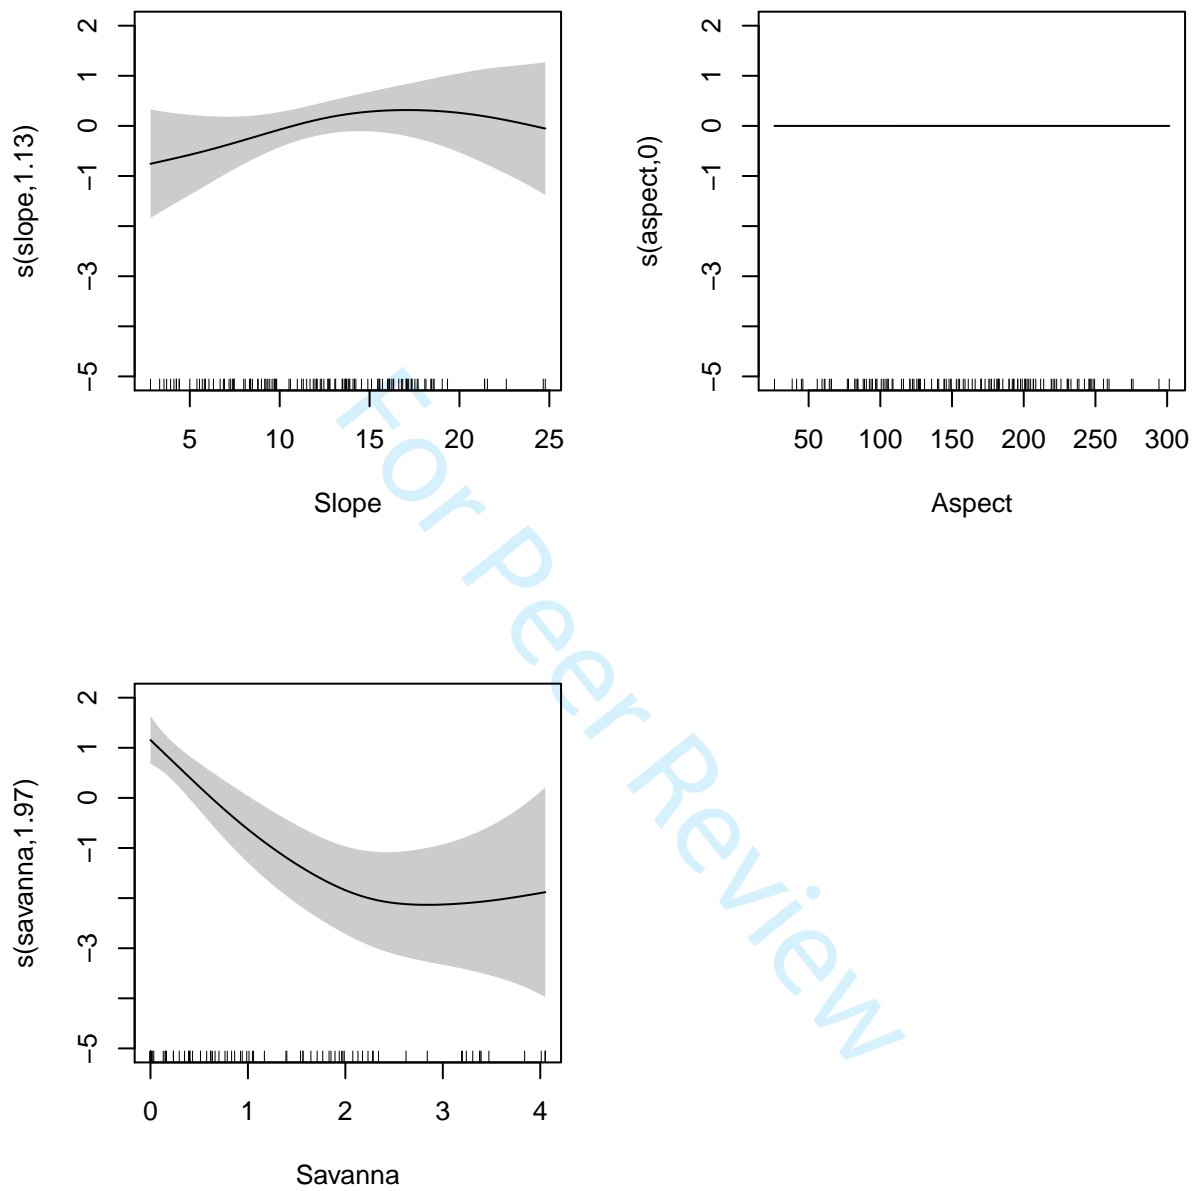 s(slope,1.13)
2
1
0
−1
−3
−5
5 10 15 20 25
Slope
s(aspect,0)
2
1
0
−1
−3
−5
50 100 150 200 250 300
Aspect
For Peer Review
s(savanna,1.97)
2
1
0
−1
−3
−5
0 1 2 3 4
Savanna